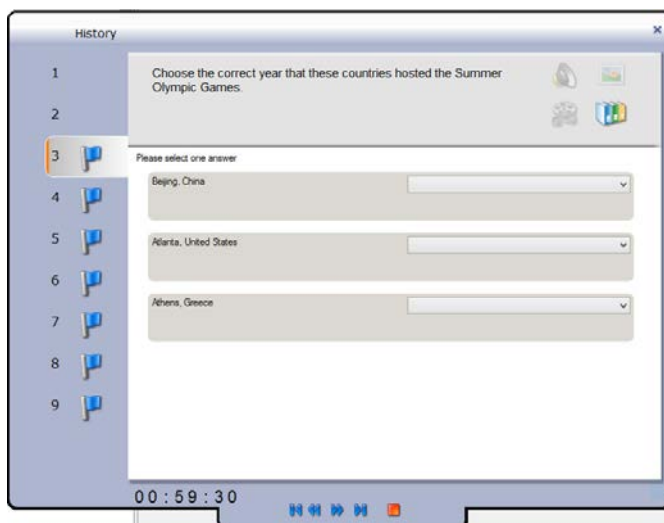 History
1
2
3
4
5
6
7
8
9
Choose the correct year that these countries hosted the Summer
Olympic Games.
Please select one answer
Beijing, China
Atlanta, United States
Athens, Greece
00:59:30